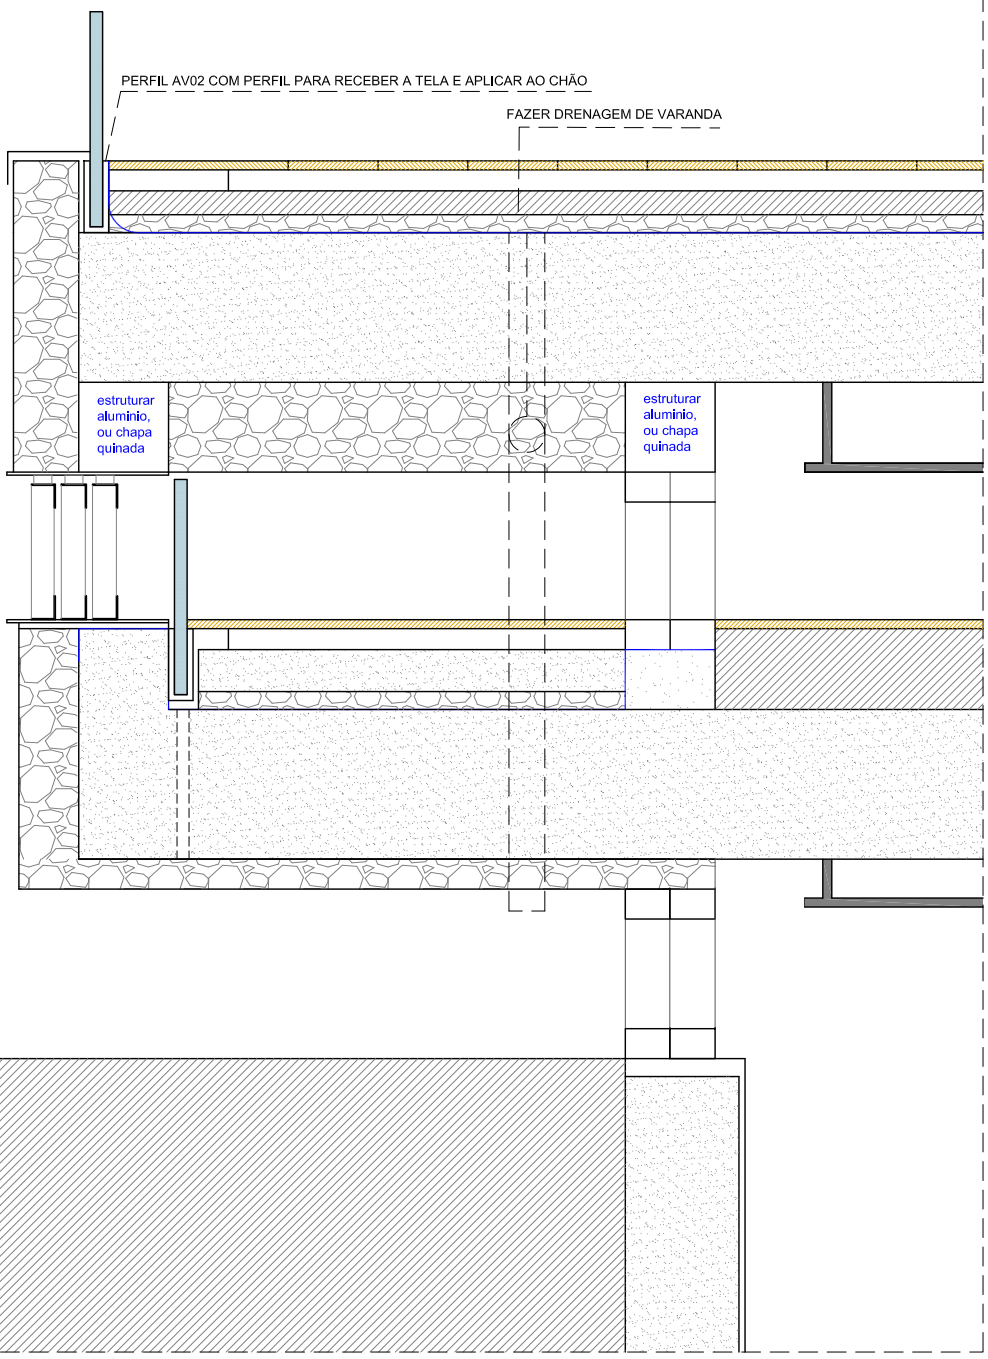 PERFIL AV02 COM PERFIL PARA RECEBER A TELA E APLICAR AO CHÃO
FAZER DRENAGEM DE VARANDA
estruturar
aluminio,
ou chapa
quinada
estruturar
aluminio,
ou chapa
quinada